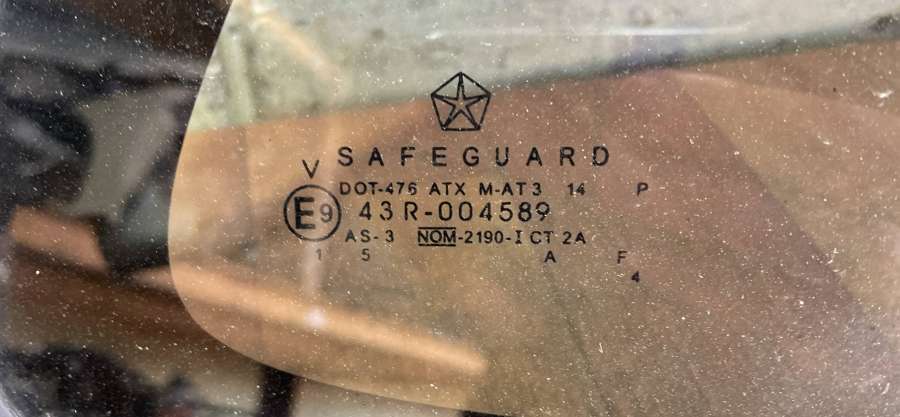 SAFEGUARD
V
DOT-476 ATX M-AT3 14 P
E9 43R-004589
AS-3 NOM-2190-I CT 2A
1 5 A F
4